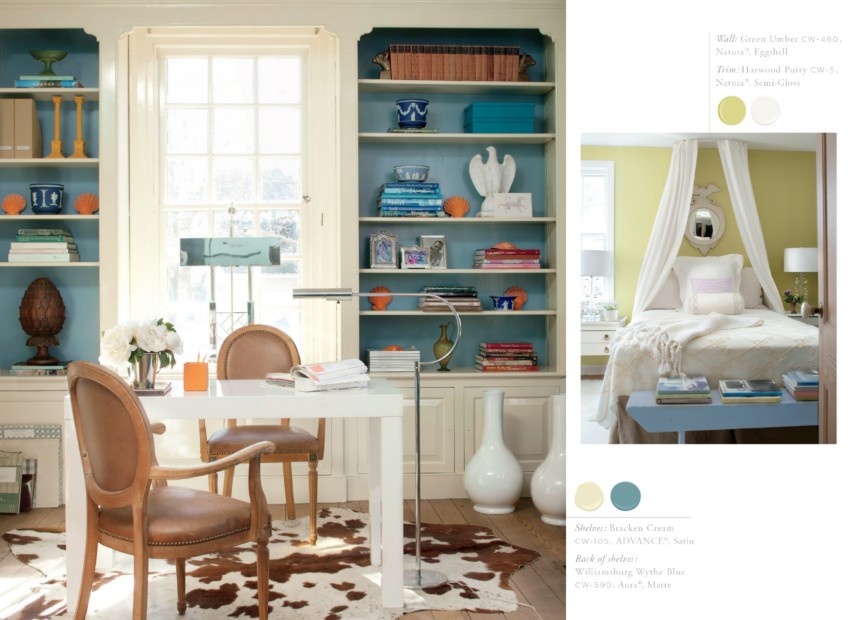 Wall: Green Umber CW-460,
Natura®, Eggshell
Trim: Harwood Putty CW-5,
Natura®, Semi-Gloss
Shelves: Bracken Cream
CW-105, ADVANCE®, Satin
Back of shelves:
Williamsburg Wythe Blue
CW-590, Aura®, Matte